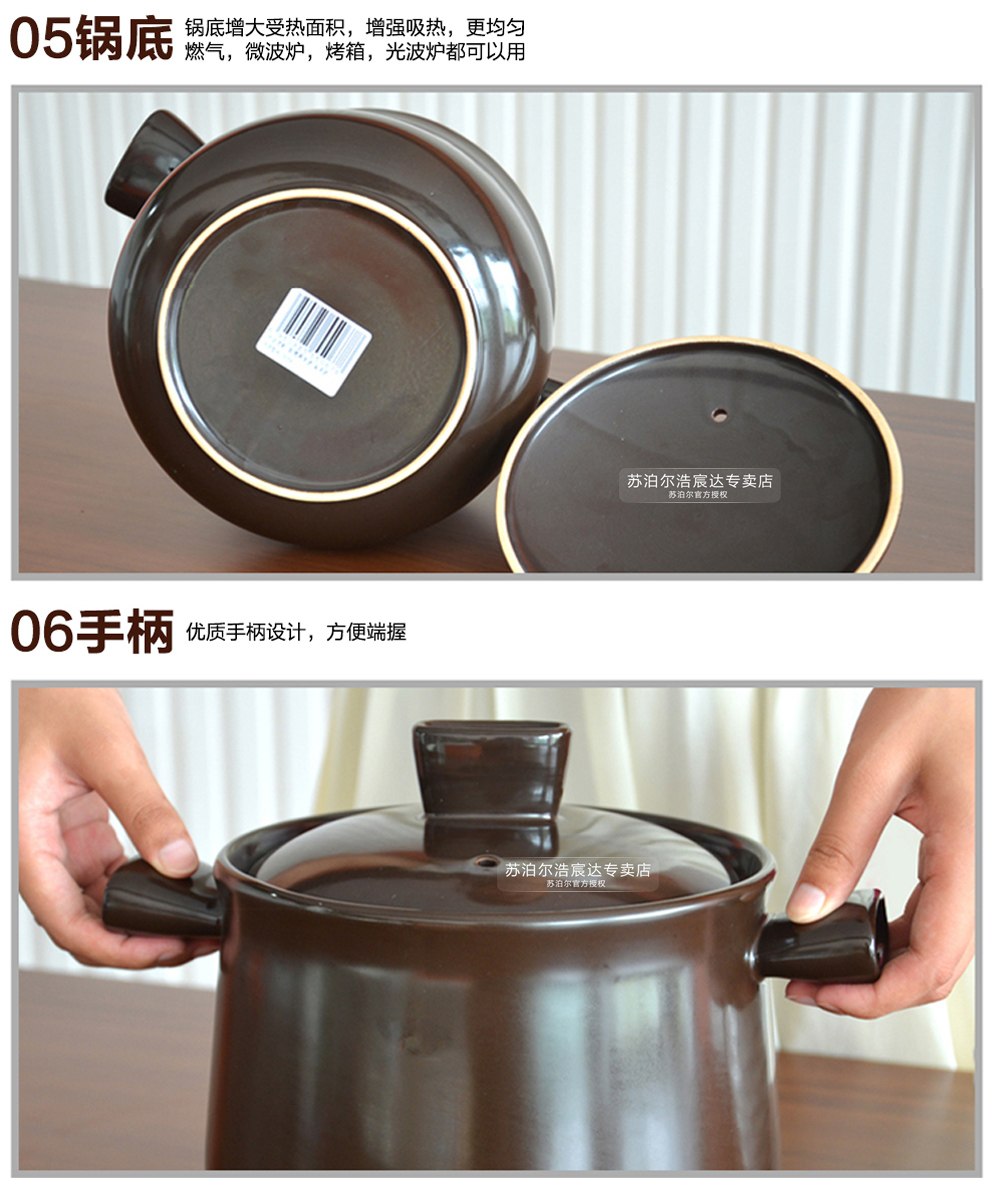 05锅底
锅底增大受热面积，增强吸热，更均匀
燃气，微波炉，烤箱，光波炉都可以用
苏泊尔浩宸达专卖店
苏泊尔官方授权
06手柄
优质手柄设计，方便端握
苏泊尔浩宸达专卖店
苏泊尔官方授权